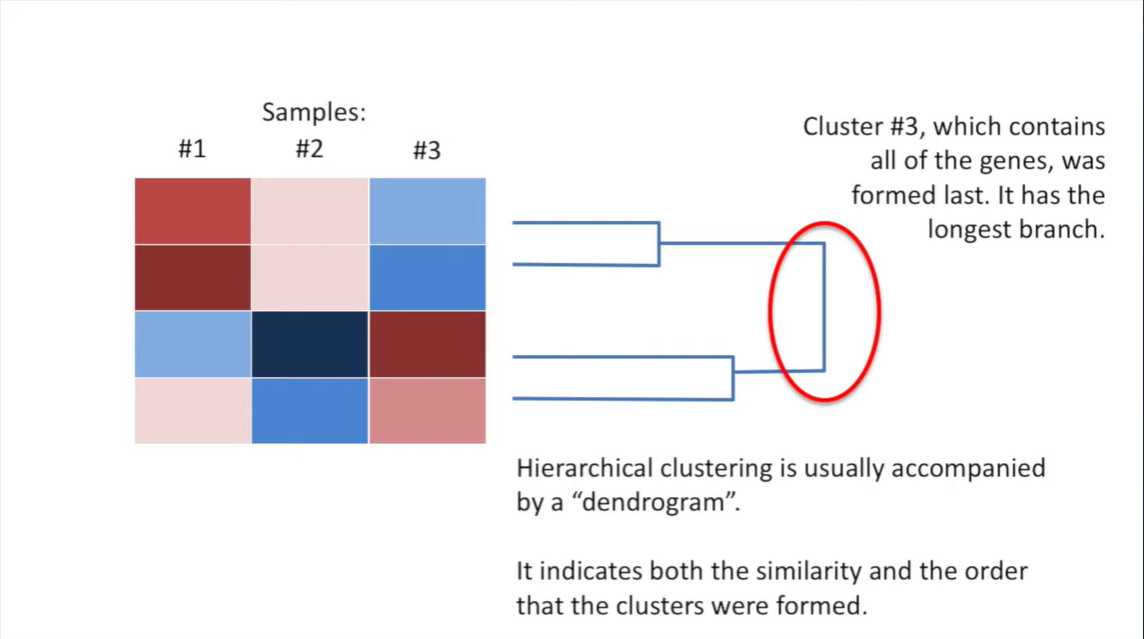 Samples:
#1 #2 #3
Cluster #3, which contains
all of the genes, was
formed last. It has the
longest branch.
Hierarchical clustering is usually accompanied
by a “dendrogram”.
It indicates both the similarity and the order
that the clusters were formed.